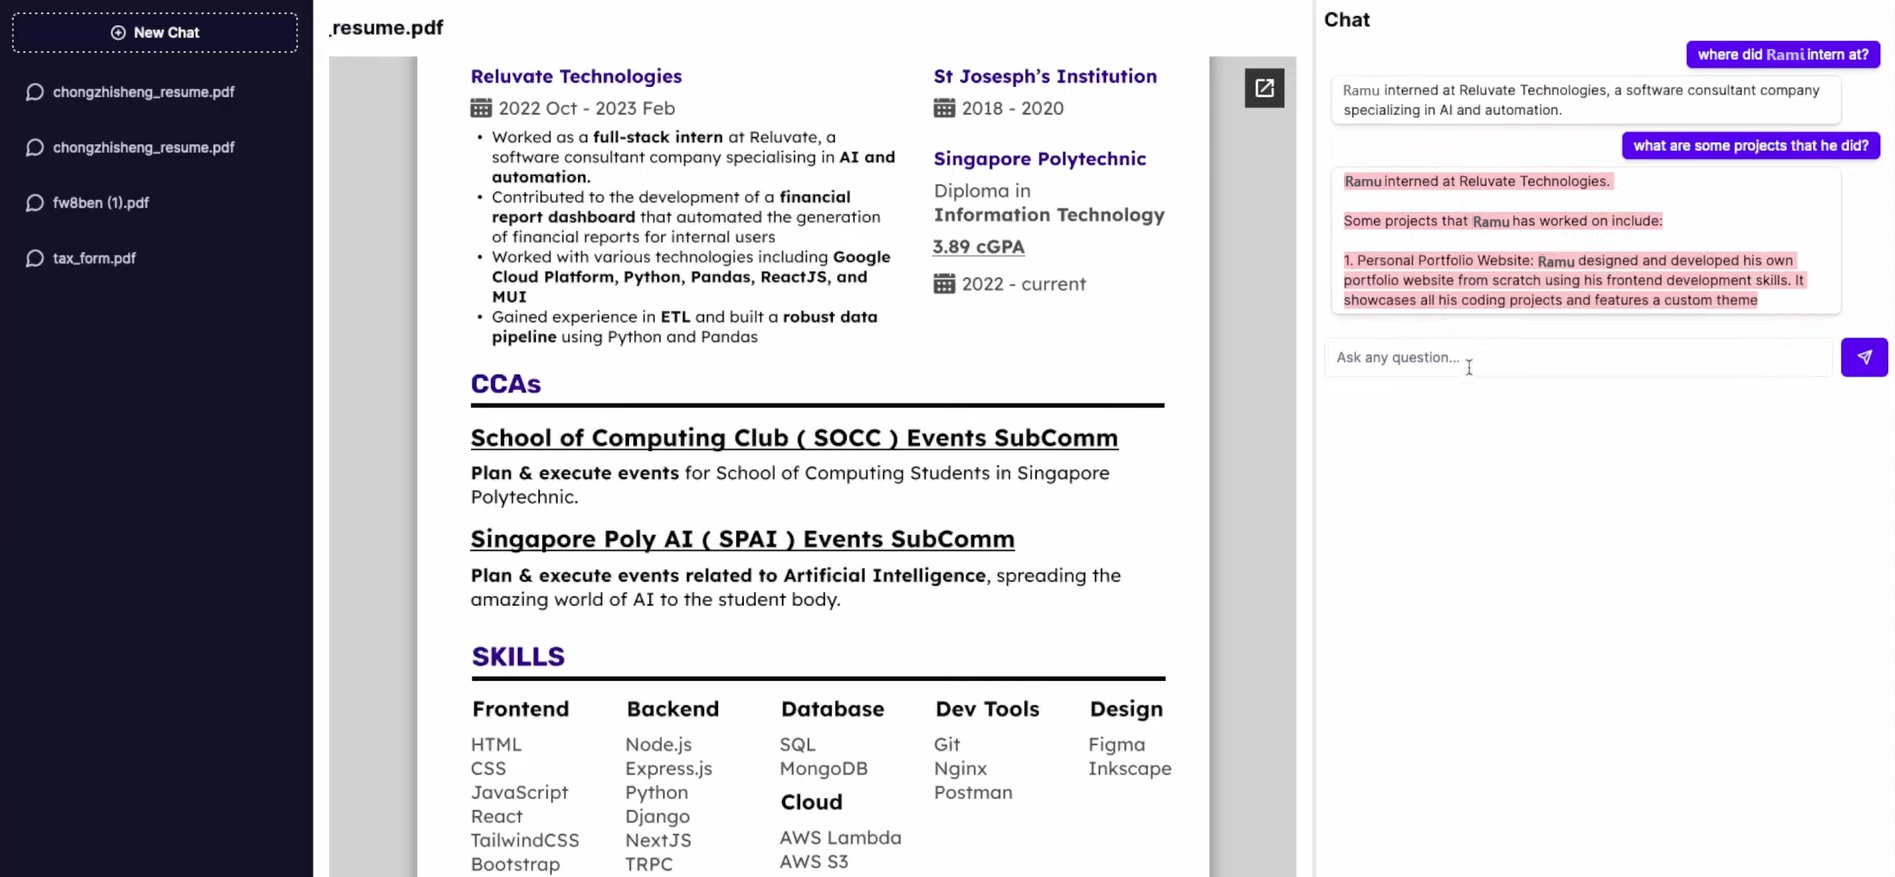 New Chat
chongzhisheng_resume.pdf
chongzhisheng_resume.pdf
fw8ben (1).pdf
tax_form.pdf
_resume.pdf
Reluvate Technologies
2022 Oct - 2023 Feb
• Worked as a full-stack intern at Reluvate, a
software consultant company specialising in AI and
automation.
• Contributed to the development of a financial
report dashboard that automated the generation
of financial reports for internal users
• Worked with various technologies including Google
Cloud Platform, Python, Pandas, ReactJS, and
MUI
• Gained experience in ETL and built a robust data
pipeline using Python and Pandas
St Josesph's Institution
2018 - 2020
Singapore Polytechnic
Diploma in
Information Technology
3.89 cGPA
2022 - current
CCAs
School of Computing Club ( SOCC ) Events SubComm
Plan & execute events for School of Computing Students in Singapore
Polytechnic.
Singapore Poly AI ( SPAI ) Events SubComm
Plan & execute events related to Artificial Intelligence, spreading the
amazing world of AI to the student body.
SKILLS
Frontend
HTML
CSS
JavaScript
React
TailwindCSS
Bootstrap
Backend
Node.js
Express.js
Python
Django
NextJS
TRPC
Database
SQL
MongoDB
Cloud
AWS Lambda
AWS S3
Dev Tools
Git
Nginx
Postman
Design
Figma
Inkscape
Chat
where did Rami intern at?
Ramu interned at Reluvate Technologies, a software consultant company
specializing in AI and automation.
what are some projects that he did?
Ramu interned at Reluvate Technologies.
Some projects that Ramu has worked on include:
1. Personal Portfolio Website: Ramu designed and developed his own
portfolio website from scratch using his frontend development skills. It
showcases all his coding projects and features a custom theme
Ask any question...